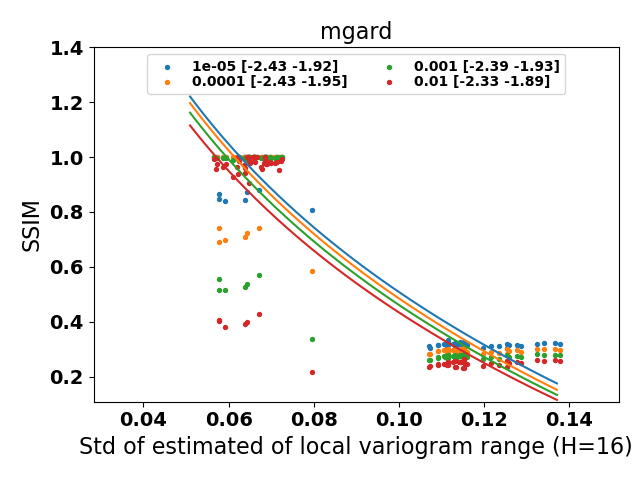 mgard
1e-05 [-2.43 -1.92]
0.0001 [-2.43 -1.95]
0.001 [-2.39 -1.93]
0.01 [-2.33 -1.89]
SSIM
1.4
1.2
1.0
0.8
0.6
0.4
0.2
0.04 0.06 0.08 0.10 0.12 0.14
Std of estimated of local variogram range (H=16)